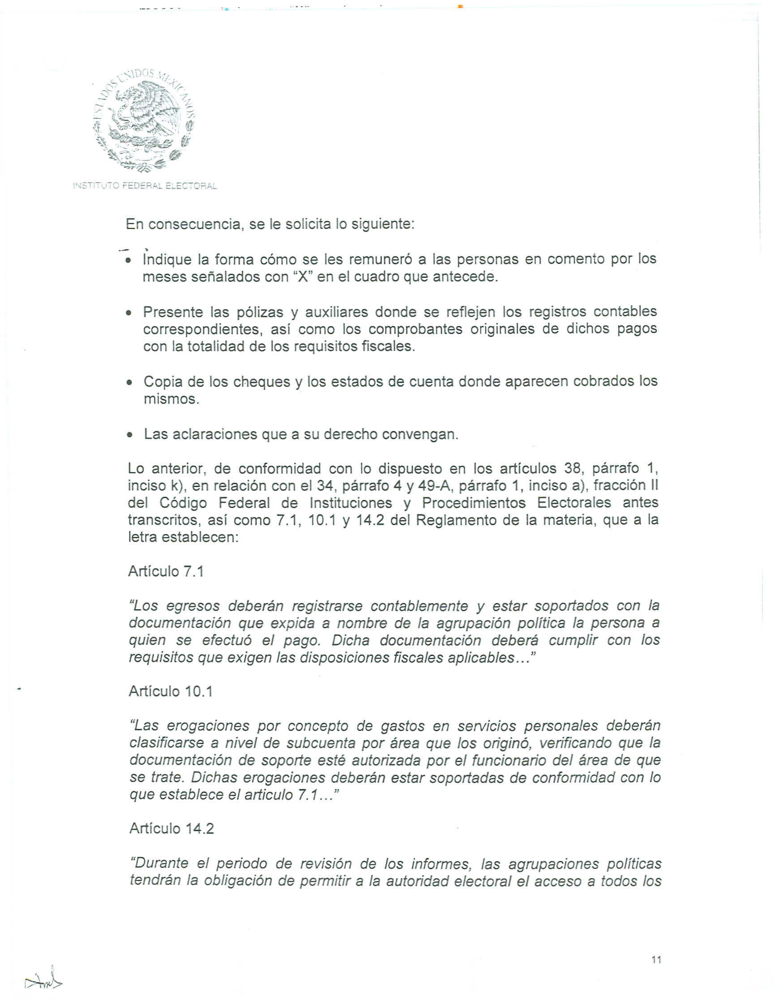 ESTADOS UNIDOS MEXICANOS
INSTITUTO FEDERAL ELECTORAL
En consecuencia, se le solicita lo siguiente:
• Indique la forma cómo se les remuneró a las personas en comento por los
meses señalados con “X” en el cuadro que antecede.
• Presente las pólizas y auxiliares donde se reflejen los registros contables
correspondientes, así como los comprobantes originales de dichos pagos
con la totalidad de los requisitos fiscales.
• Copia de los cheques y los estados de cuenta donde aparecen cobrados los
mismos.
• Las aclaraciones que a su derecho convengan.
Lo anterior, de conformidad con lo dispuesto en los artículos 38, párrafo 1,
inciso k), en relación con el 34, párrafo 4 y 49-A, párrafo 1, inciso a), fracción II
del Código Federal de Instituciones y Procedimientos Electorales antes
transcritos, así como 7.1, 10.1 y 14.2 del Reglamento de la materia, que a la
letra establecen:
Artículo 7.1
“Los egresos deberán registrarse contablemente y estar soportados con la
documentación que expida a nombre de la agrupación política la persona a
quien se efectuó el pago. Dicha documentación deberá cumplir con los
requisitos que exigen las disposiciones fiscales aplicables...”
Artículo 10.1
“Las erogaciones por concepto de gastos en servicios personales deberán
clasificarse a nivel de subcuenta por área que los originó, verificando que la
documentación de soporte esté autorizada por el funcionario del área de que
se trate. Dichas erogaciones deberán estar soportadas de conformidad con lo
que establece el articulo 7.1...”
Artículo 14.2
“Durante el periodo de revisión de los informes, las agrupaciones políticas
tendrán la obligación de permitir a la autoridad electoral el acceso a todos los
11